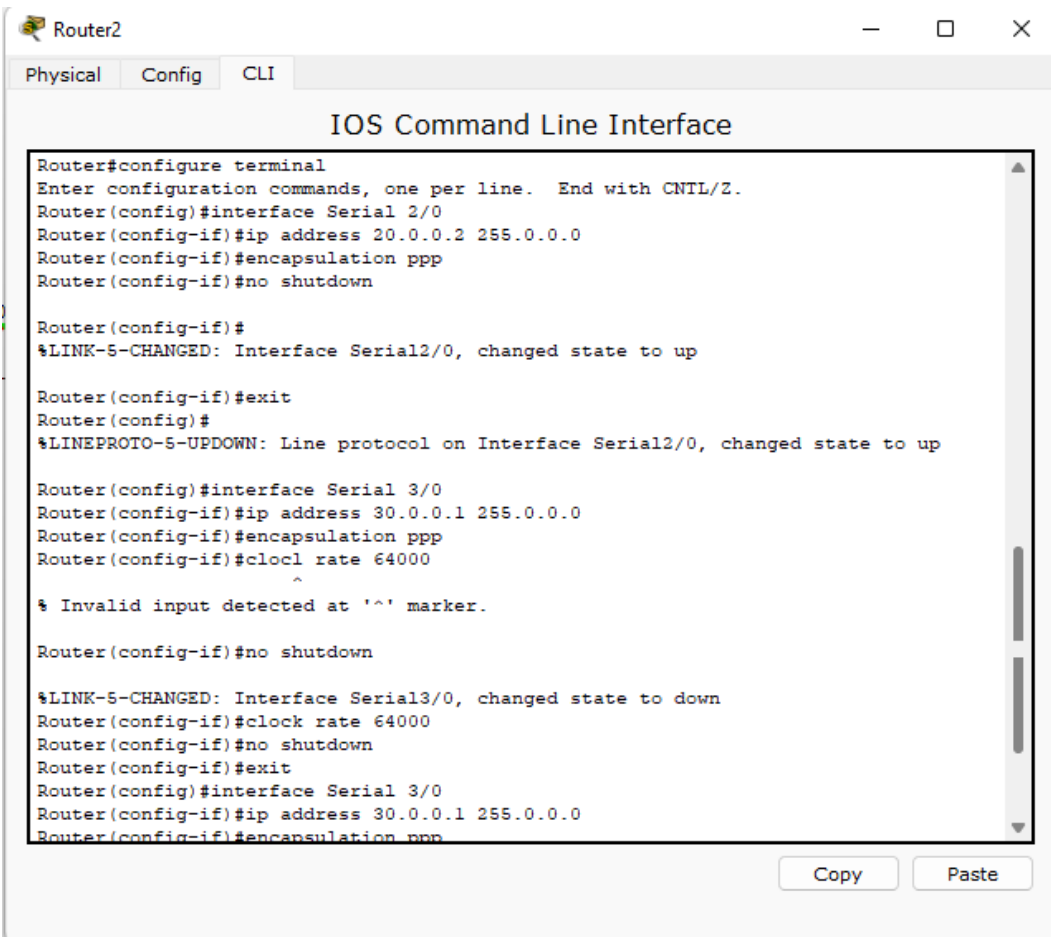 Router2
Physical Config CLI
IOS Command Line Interface
Router#configure terminal
Enter configuration commands, one per line.  End with CNTL/Z.
Router(config)#interface Serial 2/0
Router(config-if)#ip address 20.0.0.2 255.0.0.0
Router(config-if)#encapsulation ppp
Router(config-if)#no shutdown
Router(config-if)#
%LINK-5-CHANGED: Interface Serial2/0, changed state to up
Router(config-if)#exit
Router(config)#
%LINEPROTO-5-UPDOWN: Line protocol on Interface Serial2/0, changed state to up
Router(config)#interface Serial 3/0
Router(config-if)#ip address 30.0.0.1 255.0.0.0
Router(config-if)#encapsulation ppp
Router(config-if)#clocl rate 64000
^
% Invalid input detected at '^' marker.
Router(config-if)#no shutdown
%LINK-5-CHANGED: Interface Serial3/0, changed state to down
Router(config-if)#clock rate 64000
Router(config-if)#no shutdown
Router(config-if)#exit
Router(config)#interface Serial 3/0
Router(config-if)#ip address 30.0.0.1 255.0.0.0
Router(config-if)#encapsulation ppp
Copy Paste